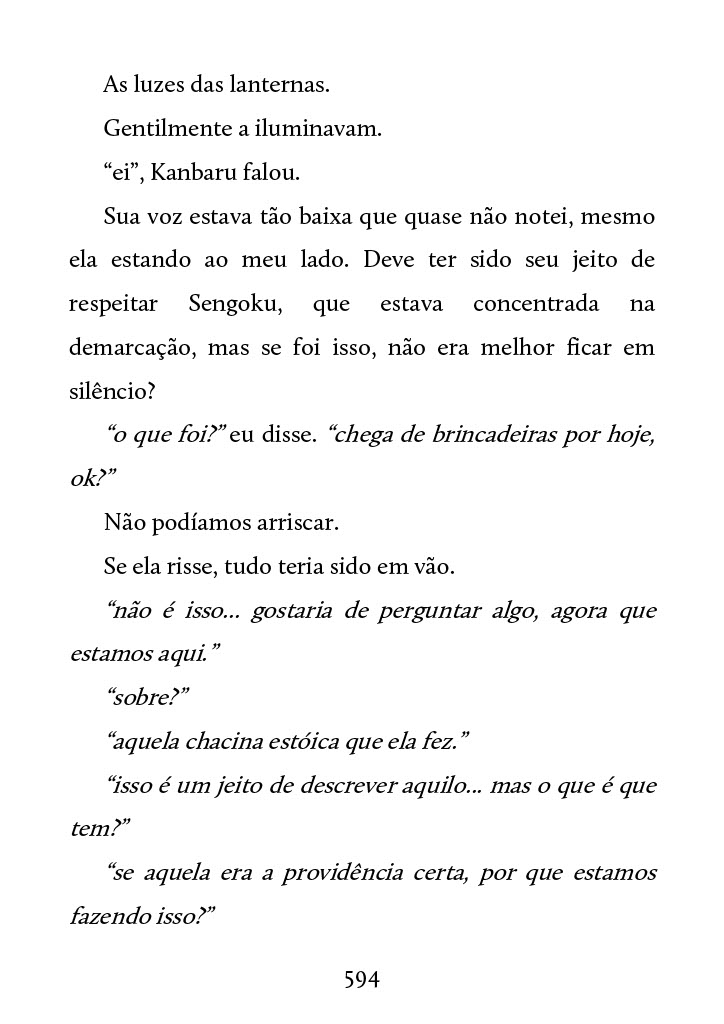 As luzes das lanternas.
Gentilmente a iluminavam.
“ei”, Kanbaru falou.
Sua voz estava tão baixa que quase não notei, mesmo
ela estando ao meu lado. Deve ter sido seu jeito de
respeitar Sengoku, que estava concentrada na
demarcação, mas se foi isso, não era melhor ficar em
silêncio?
“o que foi?” eu disse. “chega de brincadeiras por hoje,
ok?”
Não podíamos arriscar.
Se ela risse, tudo teria sido em vão.
“não é isso... gostaria de perguntar algo, agora que
estamos aqui.”
“sobre?”
“aquela chacina estóica que ela fez.”
“isso é um jeito de descrever aquilo... mas o que é que
tem?”
“se aquela era a providência certa, por que estamos
fazendo isso?”
594